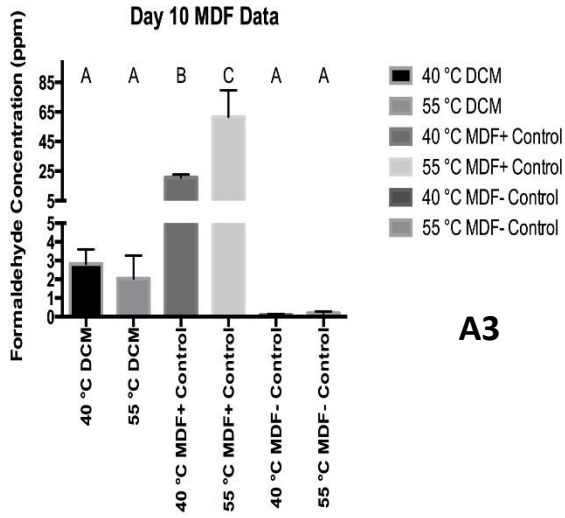 Day 10 MDF Data
Formaldehyde Concentration (ppm)
85
65
45
25
5
5
4
3
2
1
0
A A B C A A
40 °C DCM
55 °C DCM
40 °C MDF+ Control
55 °C MDF+ Control
40 °C MDF- Control
55 °C MDF- Control
40 °C DCM
55 °C DCM
40 °C MDF+ Control
55 °C MDF+ Control
40 °C MDF- Control
55 °C MDF- Control
A3